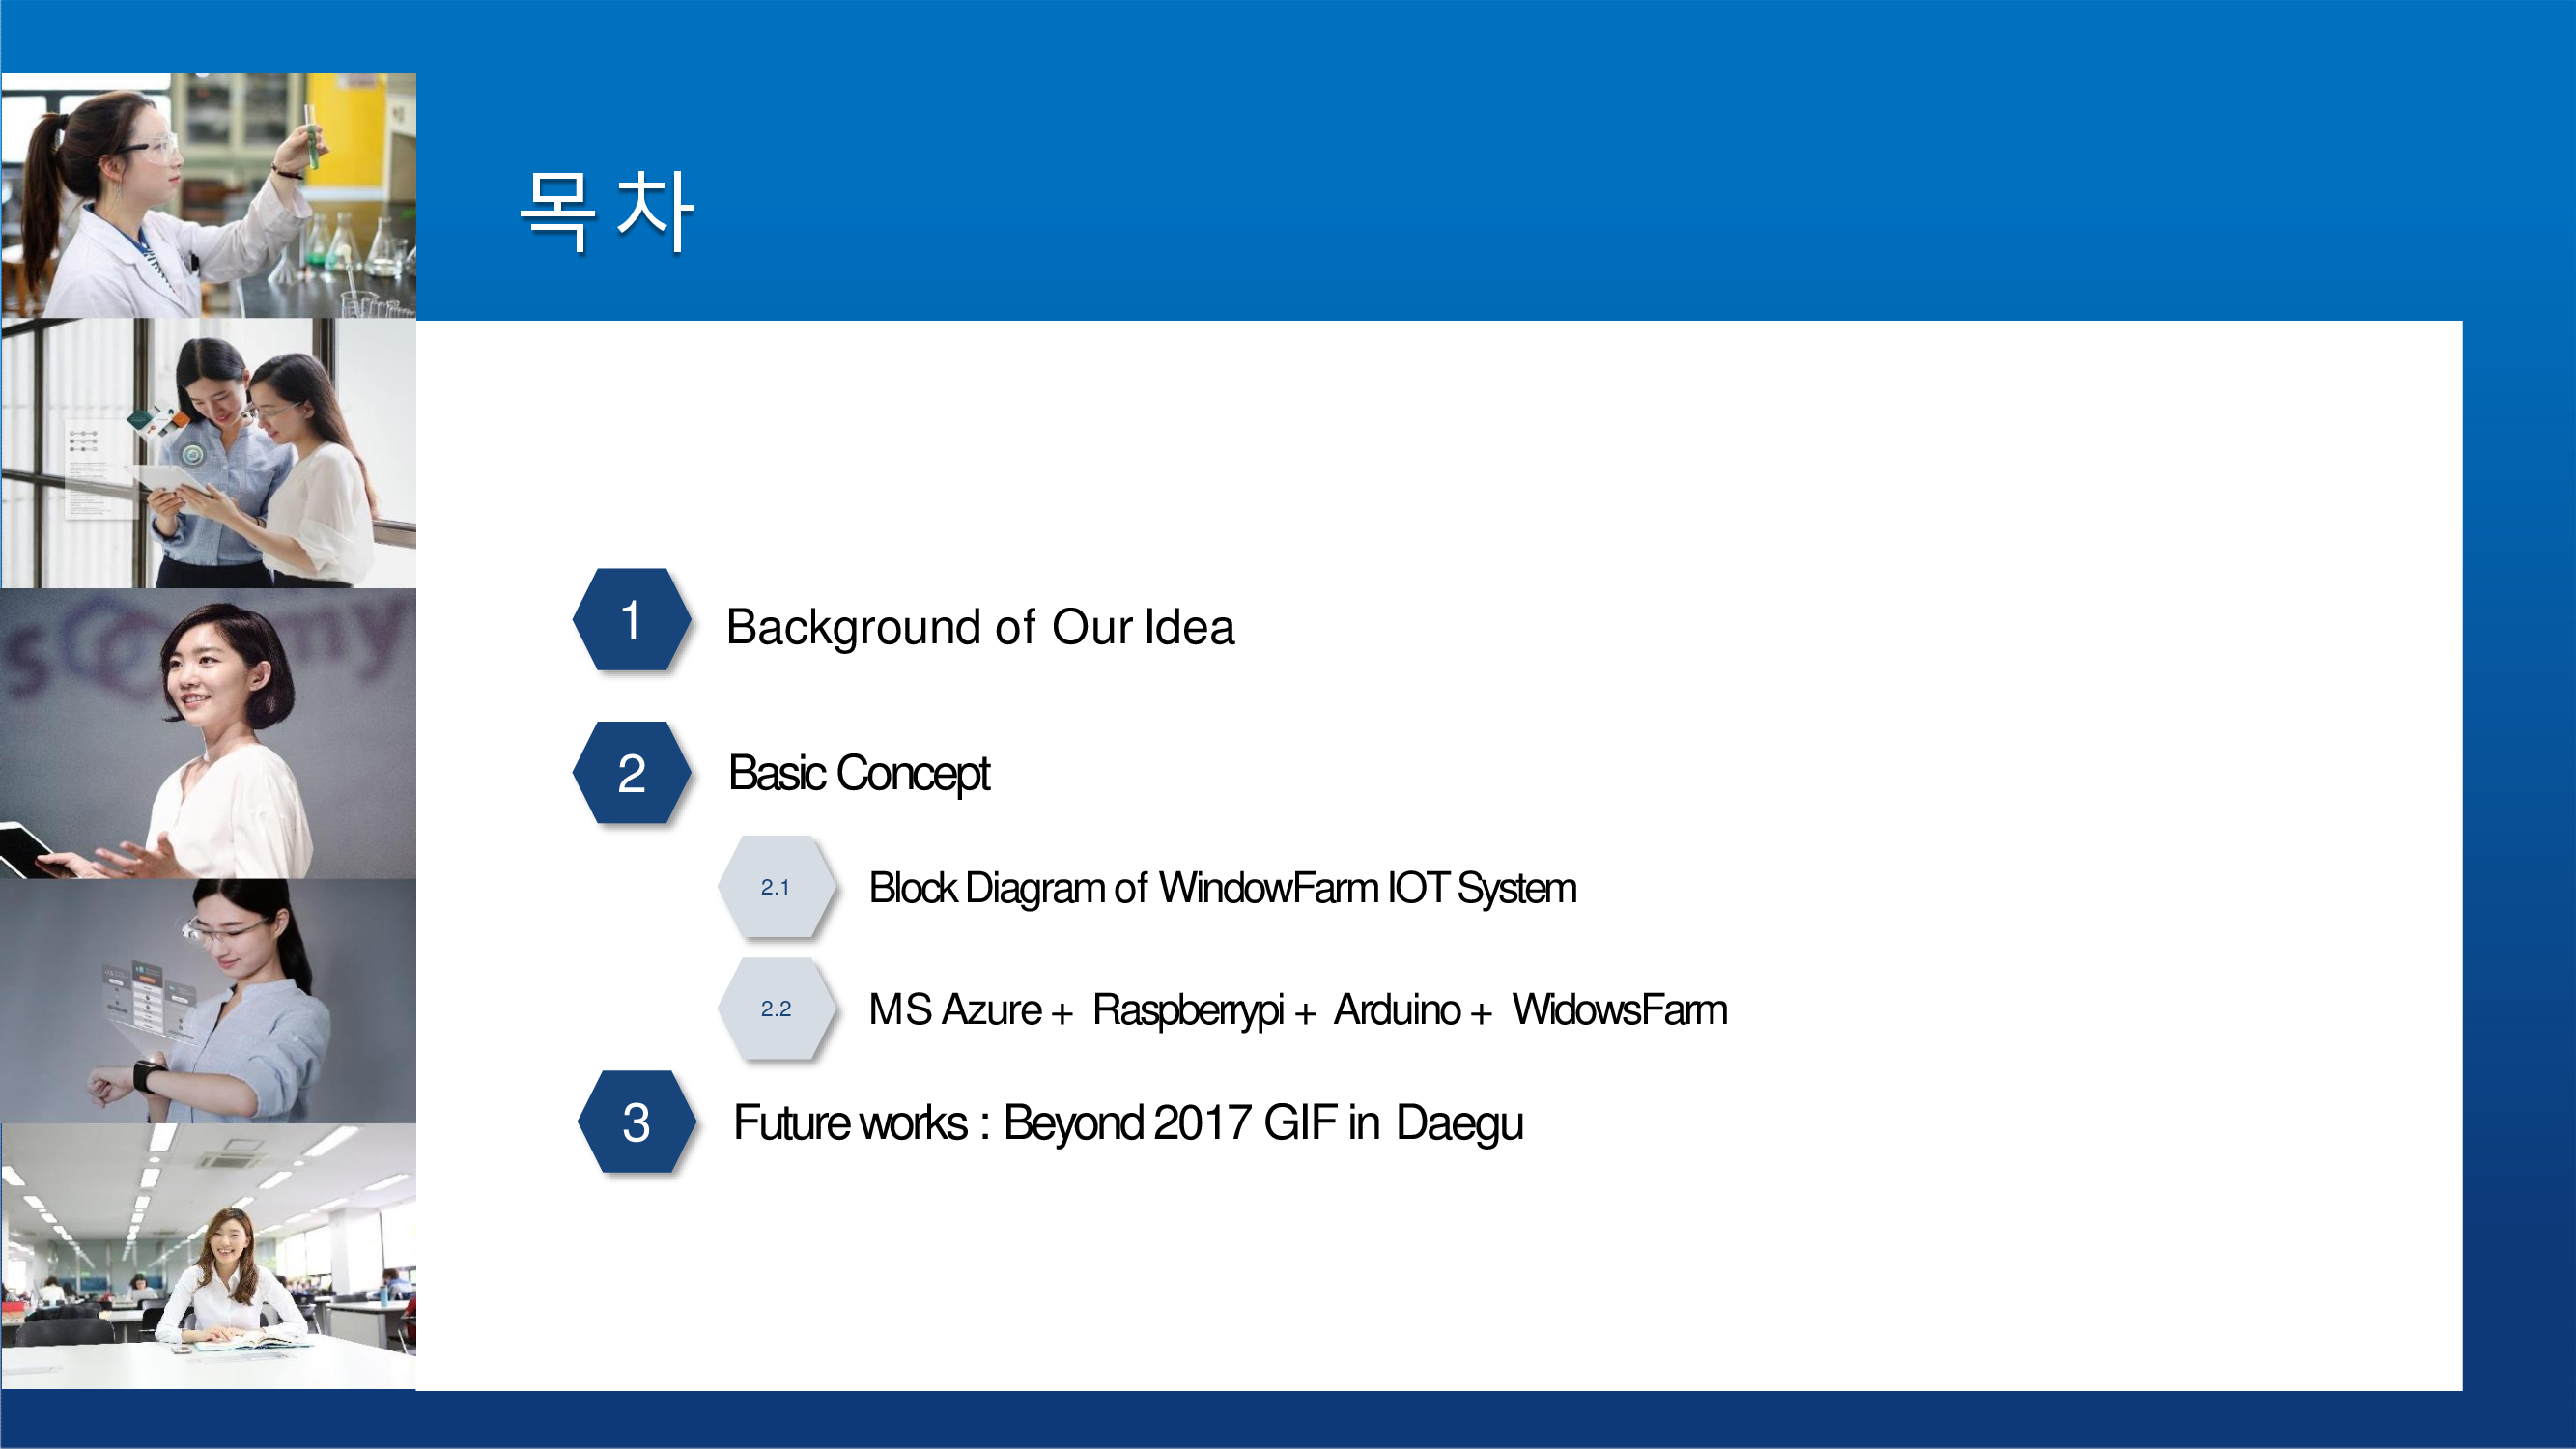 목차
1 Background of Our Idea
2 Basic Concept
2.1 Block Diagram of WindowFarm IOT System
2.2 MS Azure + Raspberrypi + Arduino + WidowsFarm
3 Future works : Beyond 2017 GIF in Daegu